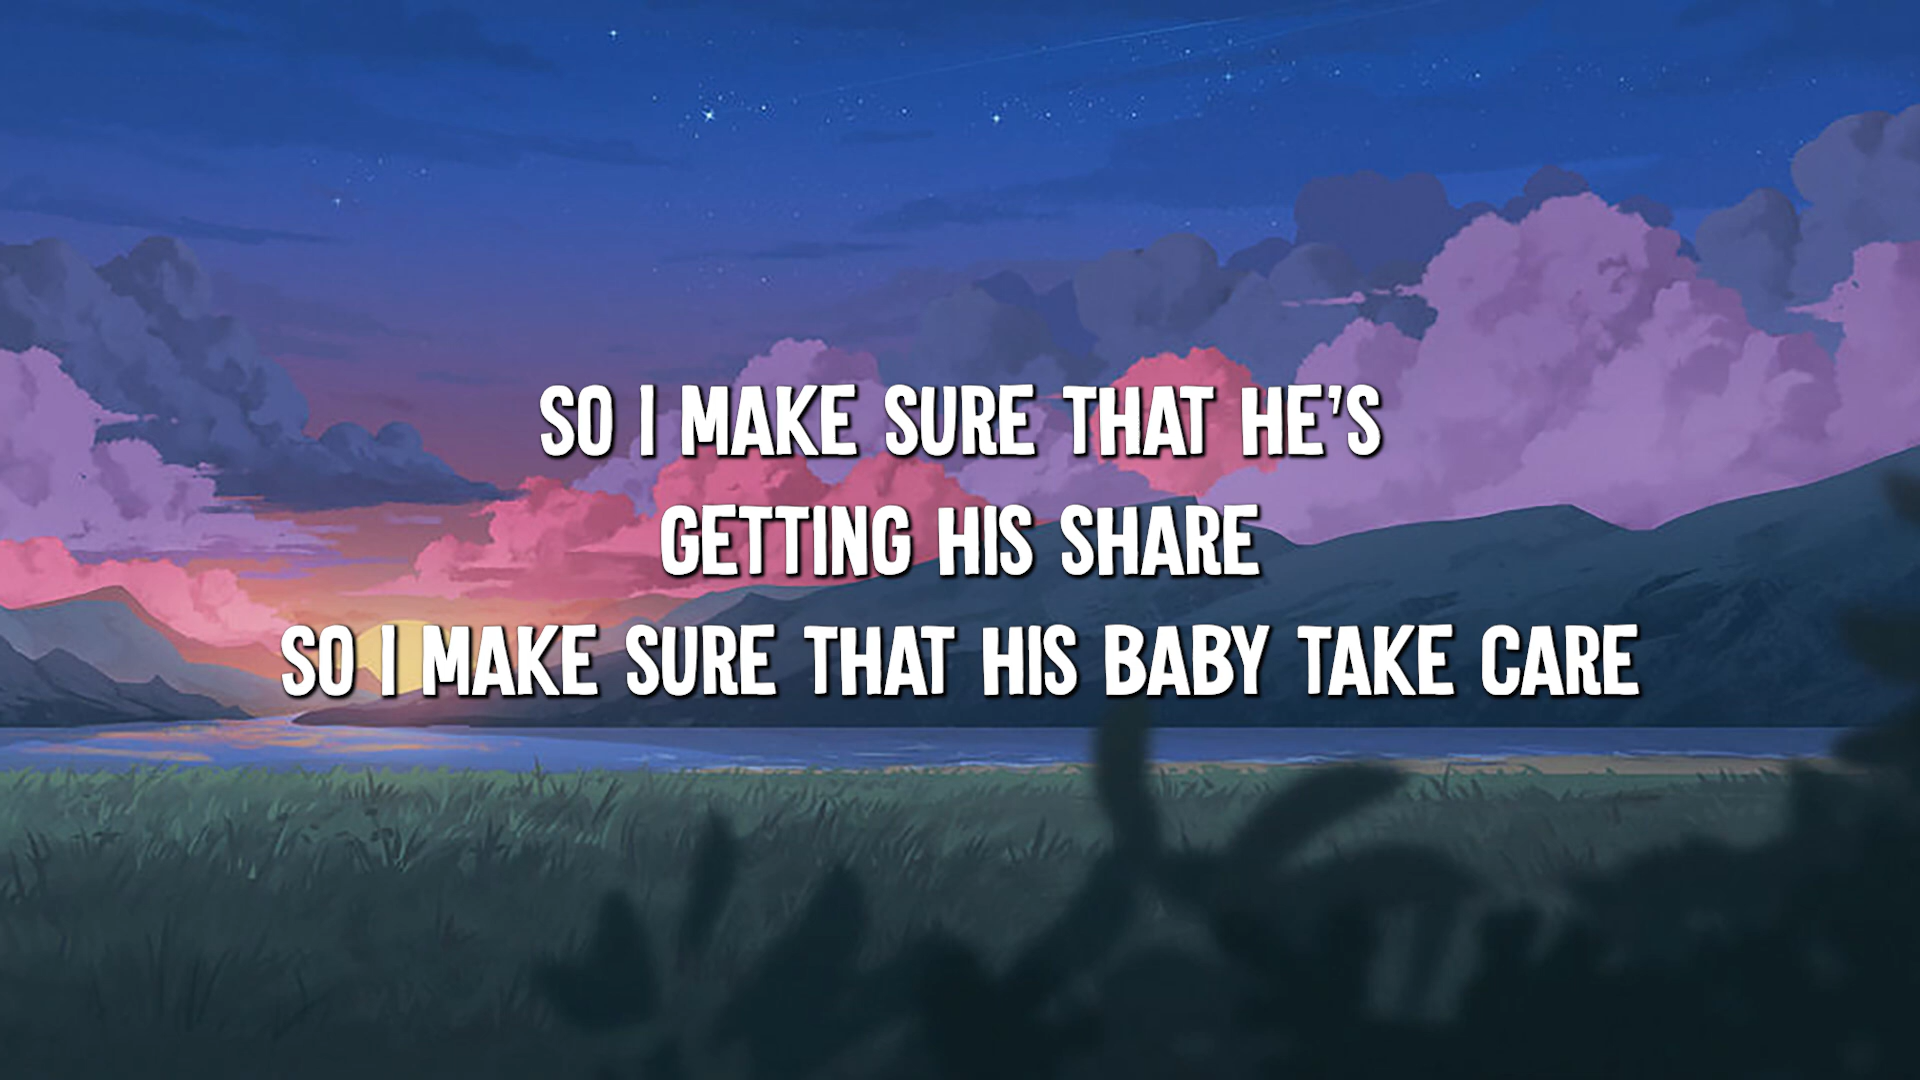 SO I MAKE SURE THAT HE'S
GETTING HIS SHARE
SO I MAKE SURE THAT HIS BABY TAKE CARE